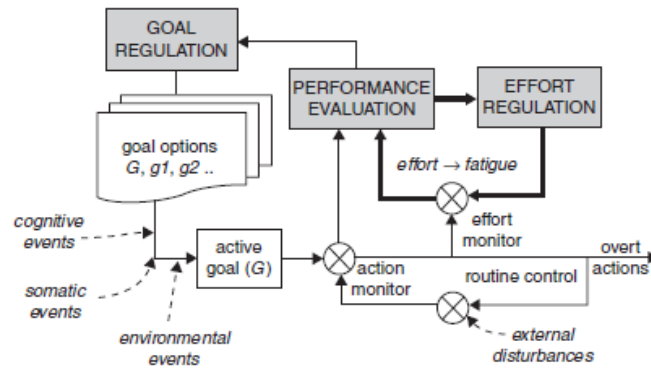 GOAL
REGULATION
PERFORMANCE
EVALUATION
EFFORT
REGULATION
goal options
G, g1, g2 ..
effort → fatigue
cognitive
events
effort
monitor
active
goal (G)
action
monitor
overt
actions
routine control
somatic
events
environmental
events
external
disturbances